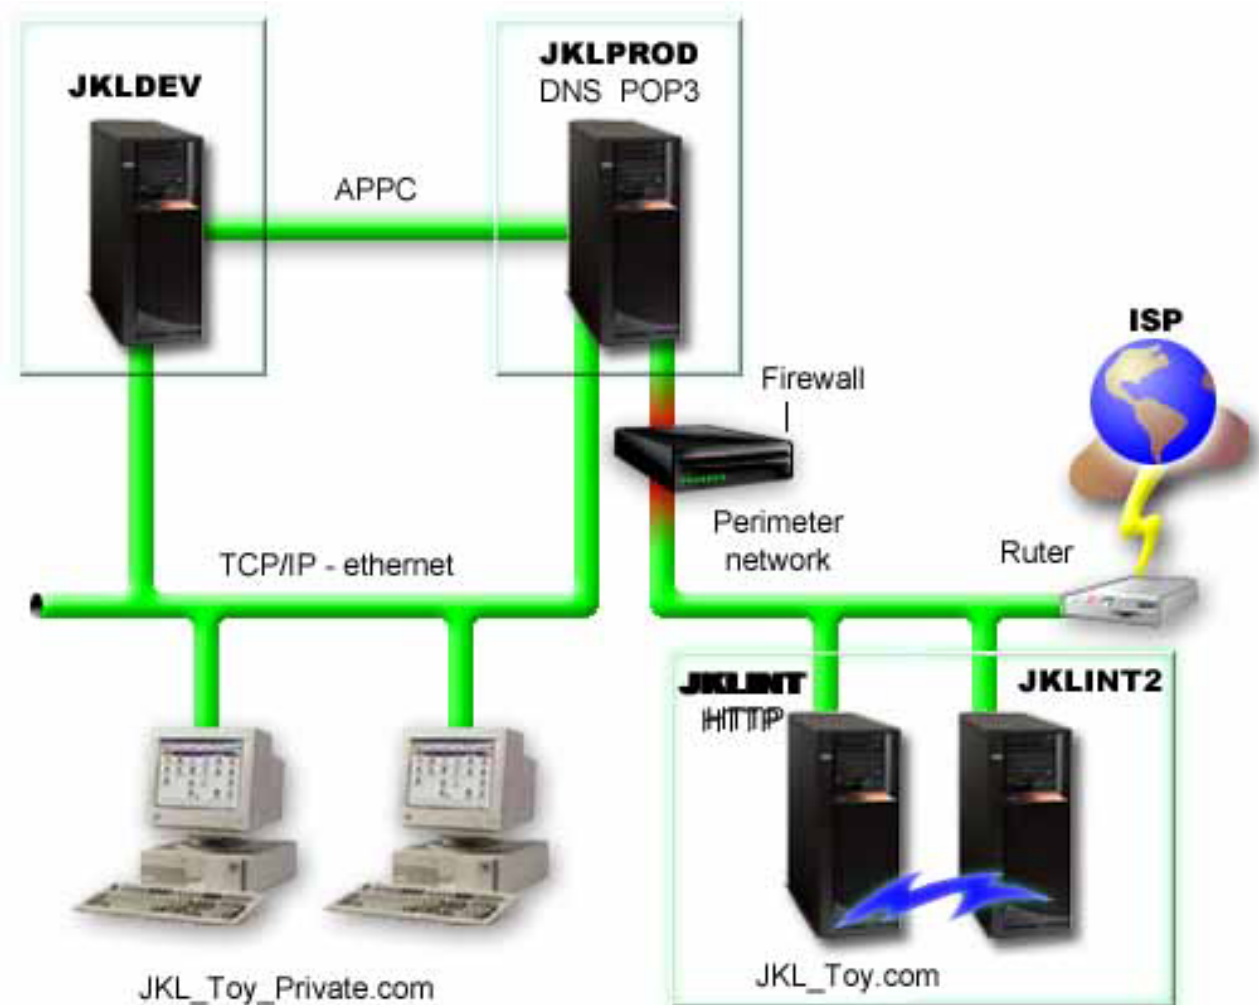 JKLDEV
JKLPROD
DNS POP3
APPC
ISP
Firewall
Perimeter
network
Ruter
TCP/IP - ethernet
JKLINT
HTTP
JKLINT2
JKL_Toy.com
JKL_Toy_Private.com